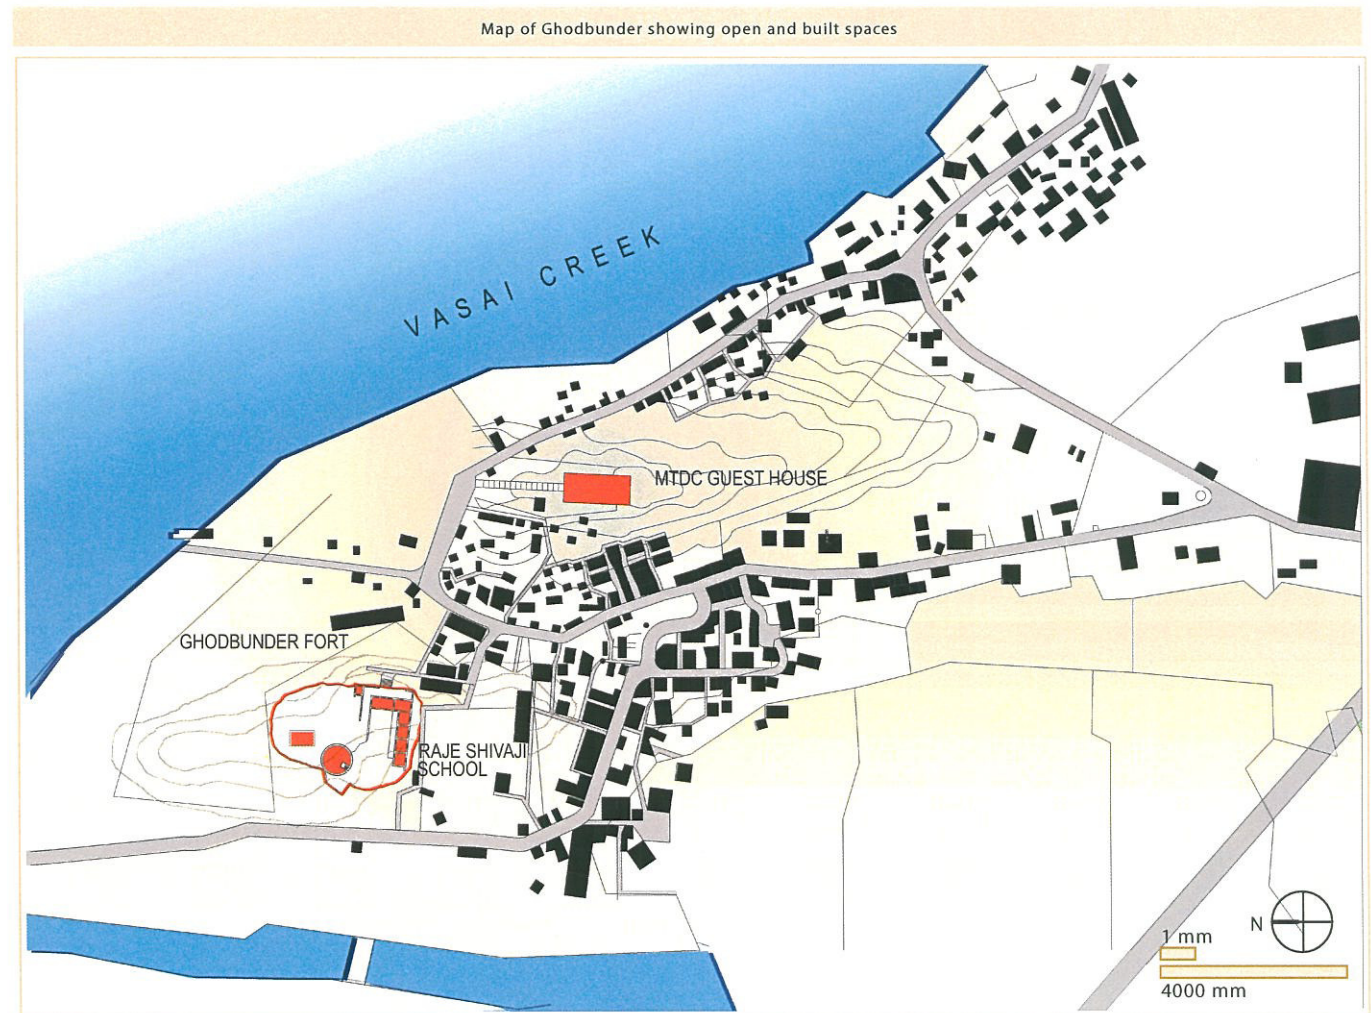 Map of Ghodbunder showing open and built spaces
VASAI CREEK
MTDC GUEST HOUSE
GHODBUNDER FORT
RAJE SHIVAJI
SCHOOL
N
1 mm
4000 mm